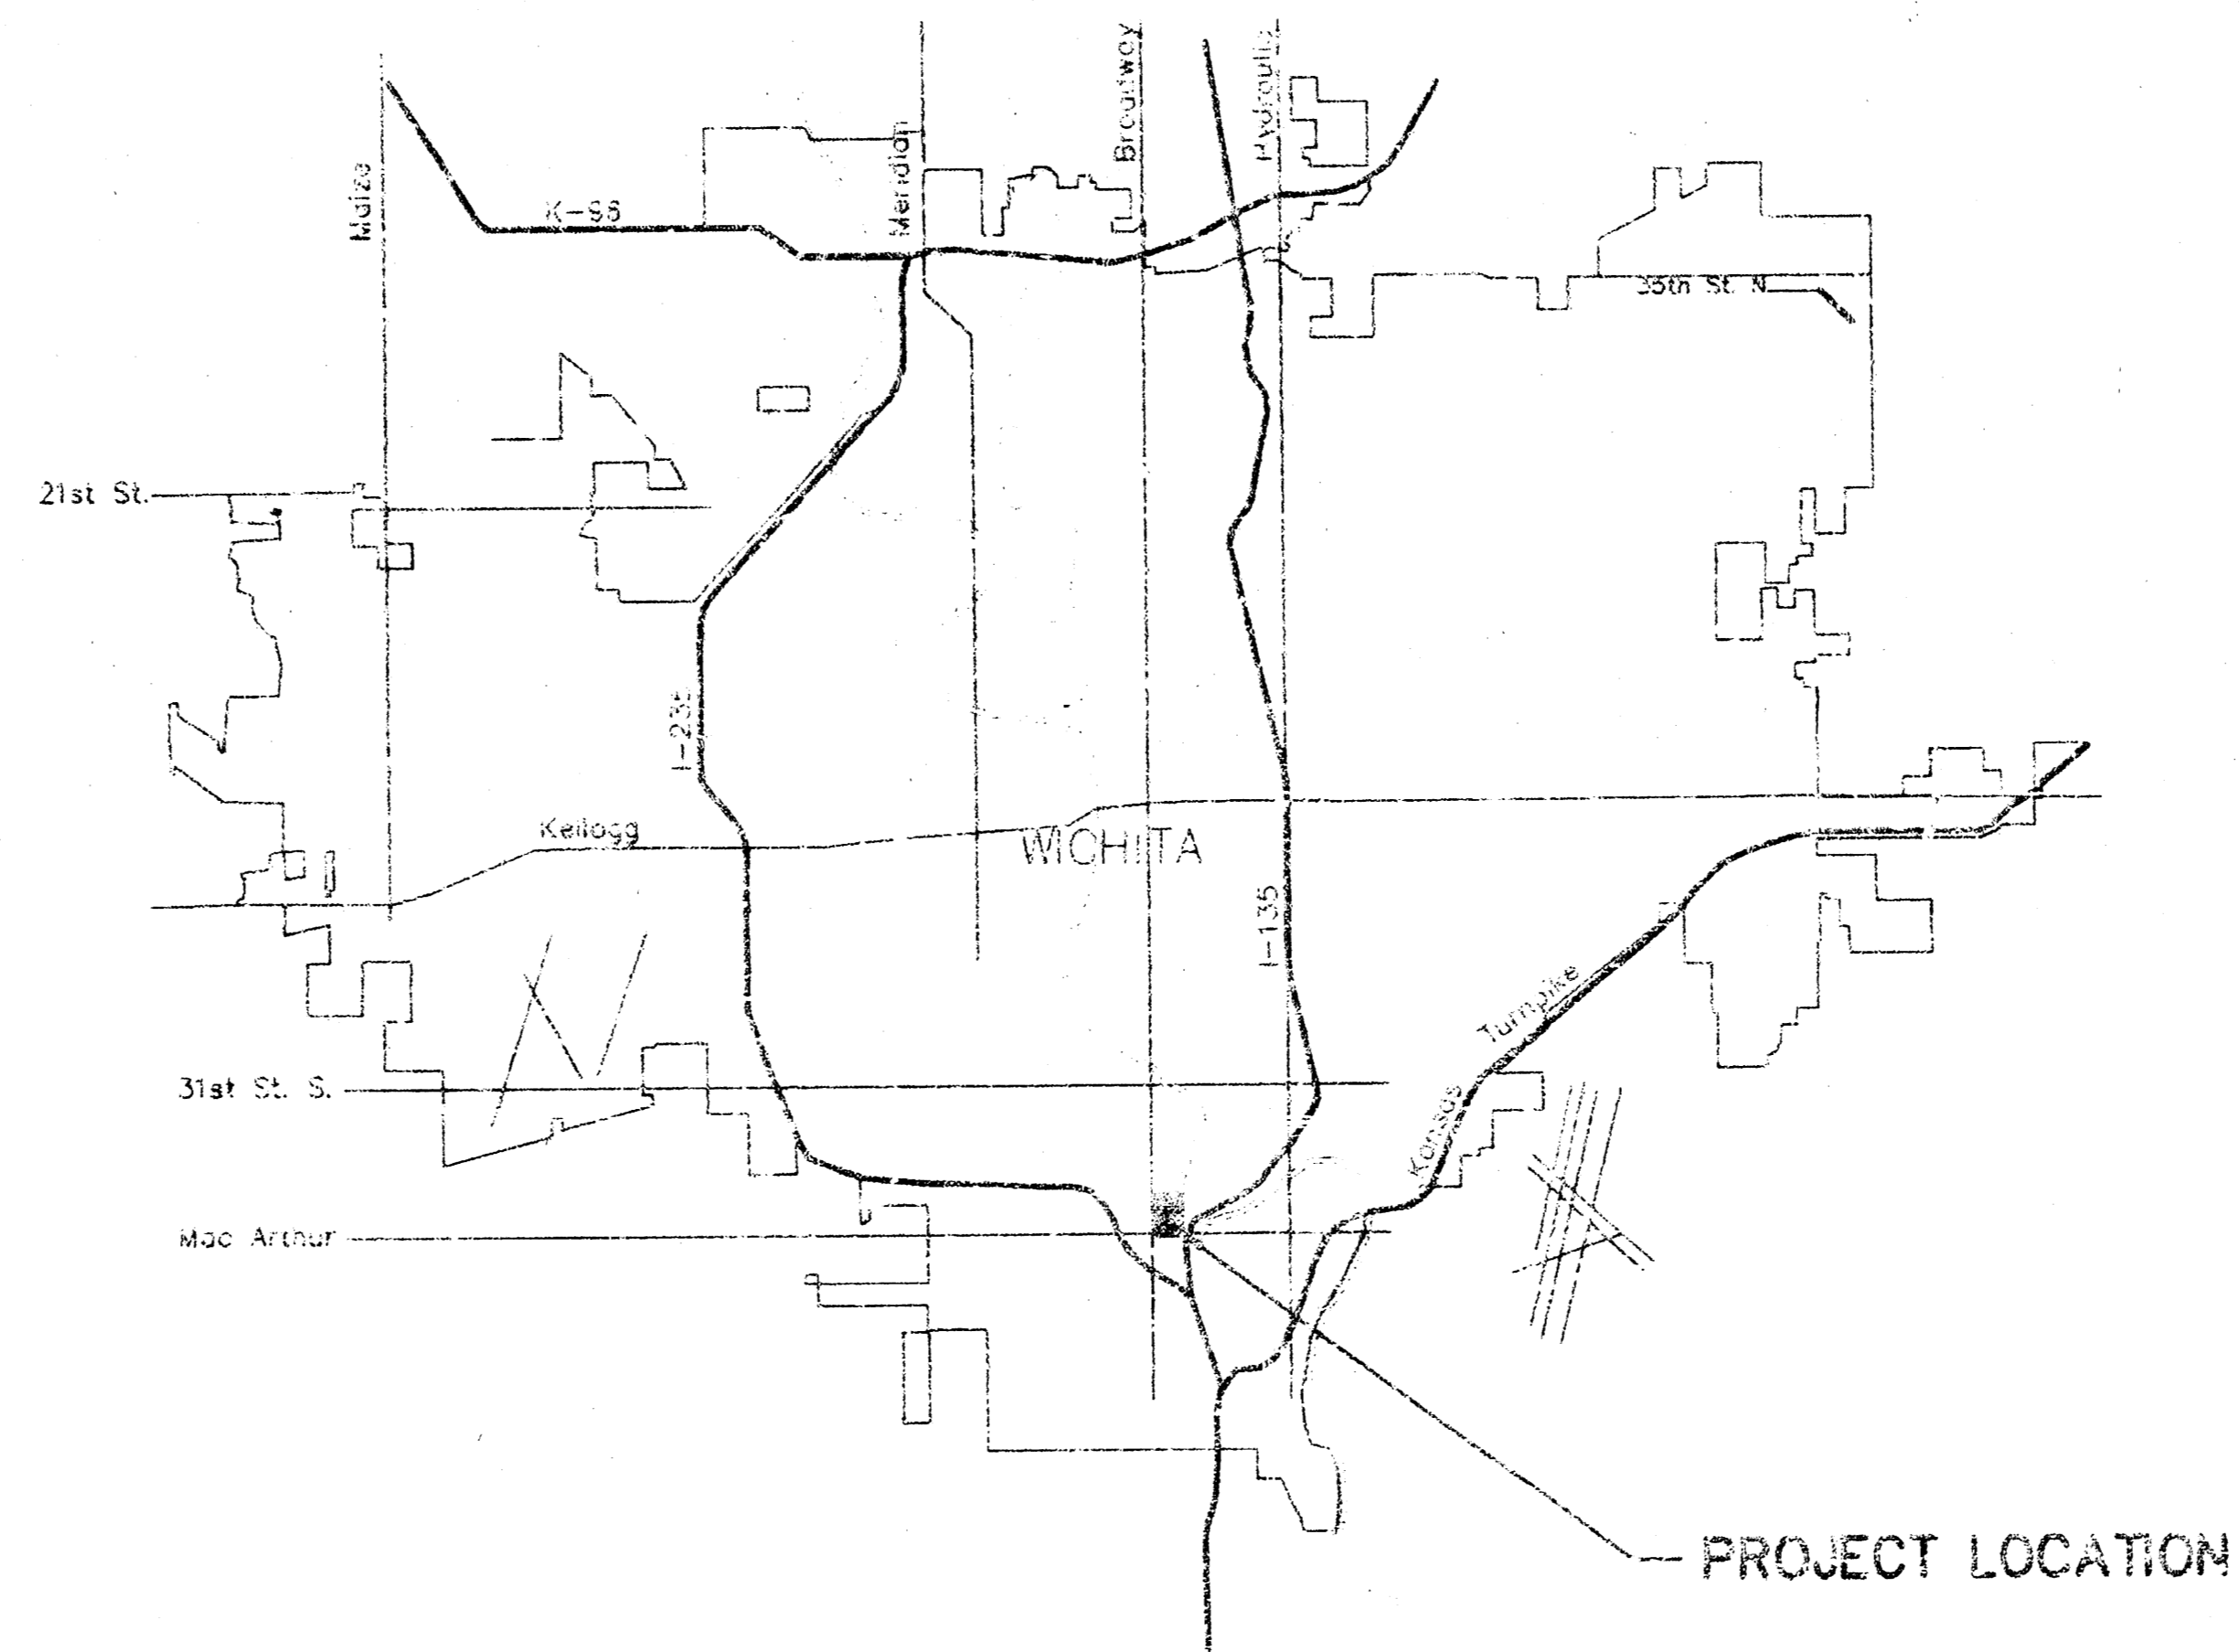 Broadway
Hydraulic
Meridian
Maize
K-96
35th St. N.
21st St.
I-235
Kellogg
WICHITA
I-135
Turnpike
Kansas
31st St. S.
Mac Arthur
PROJECT LOCATION